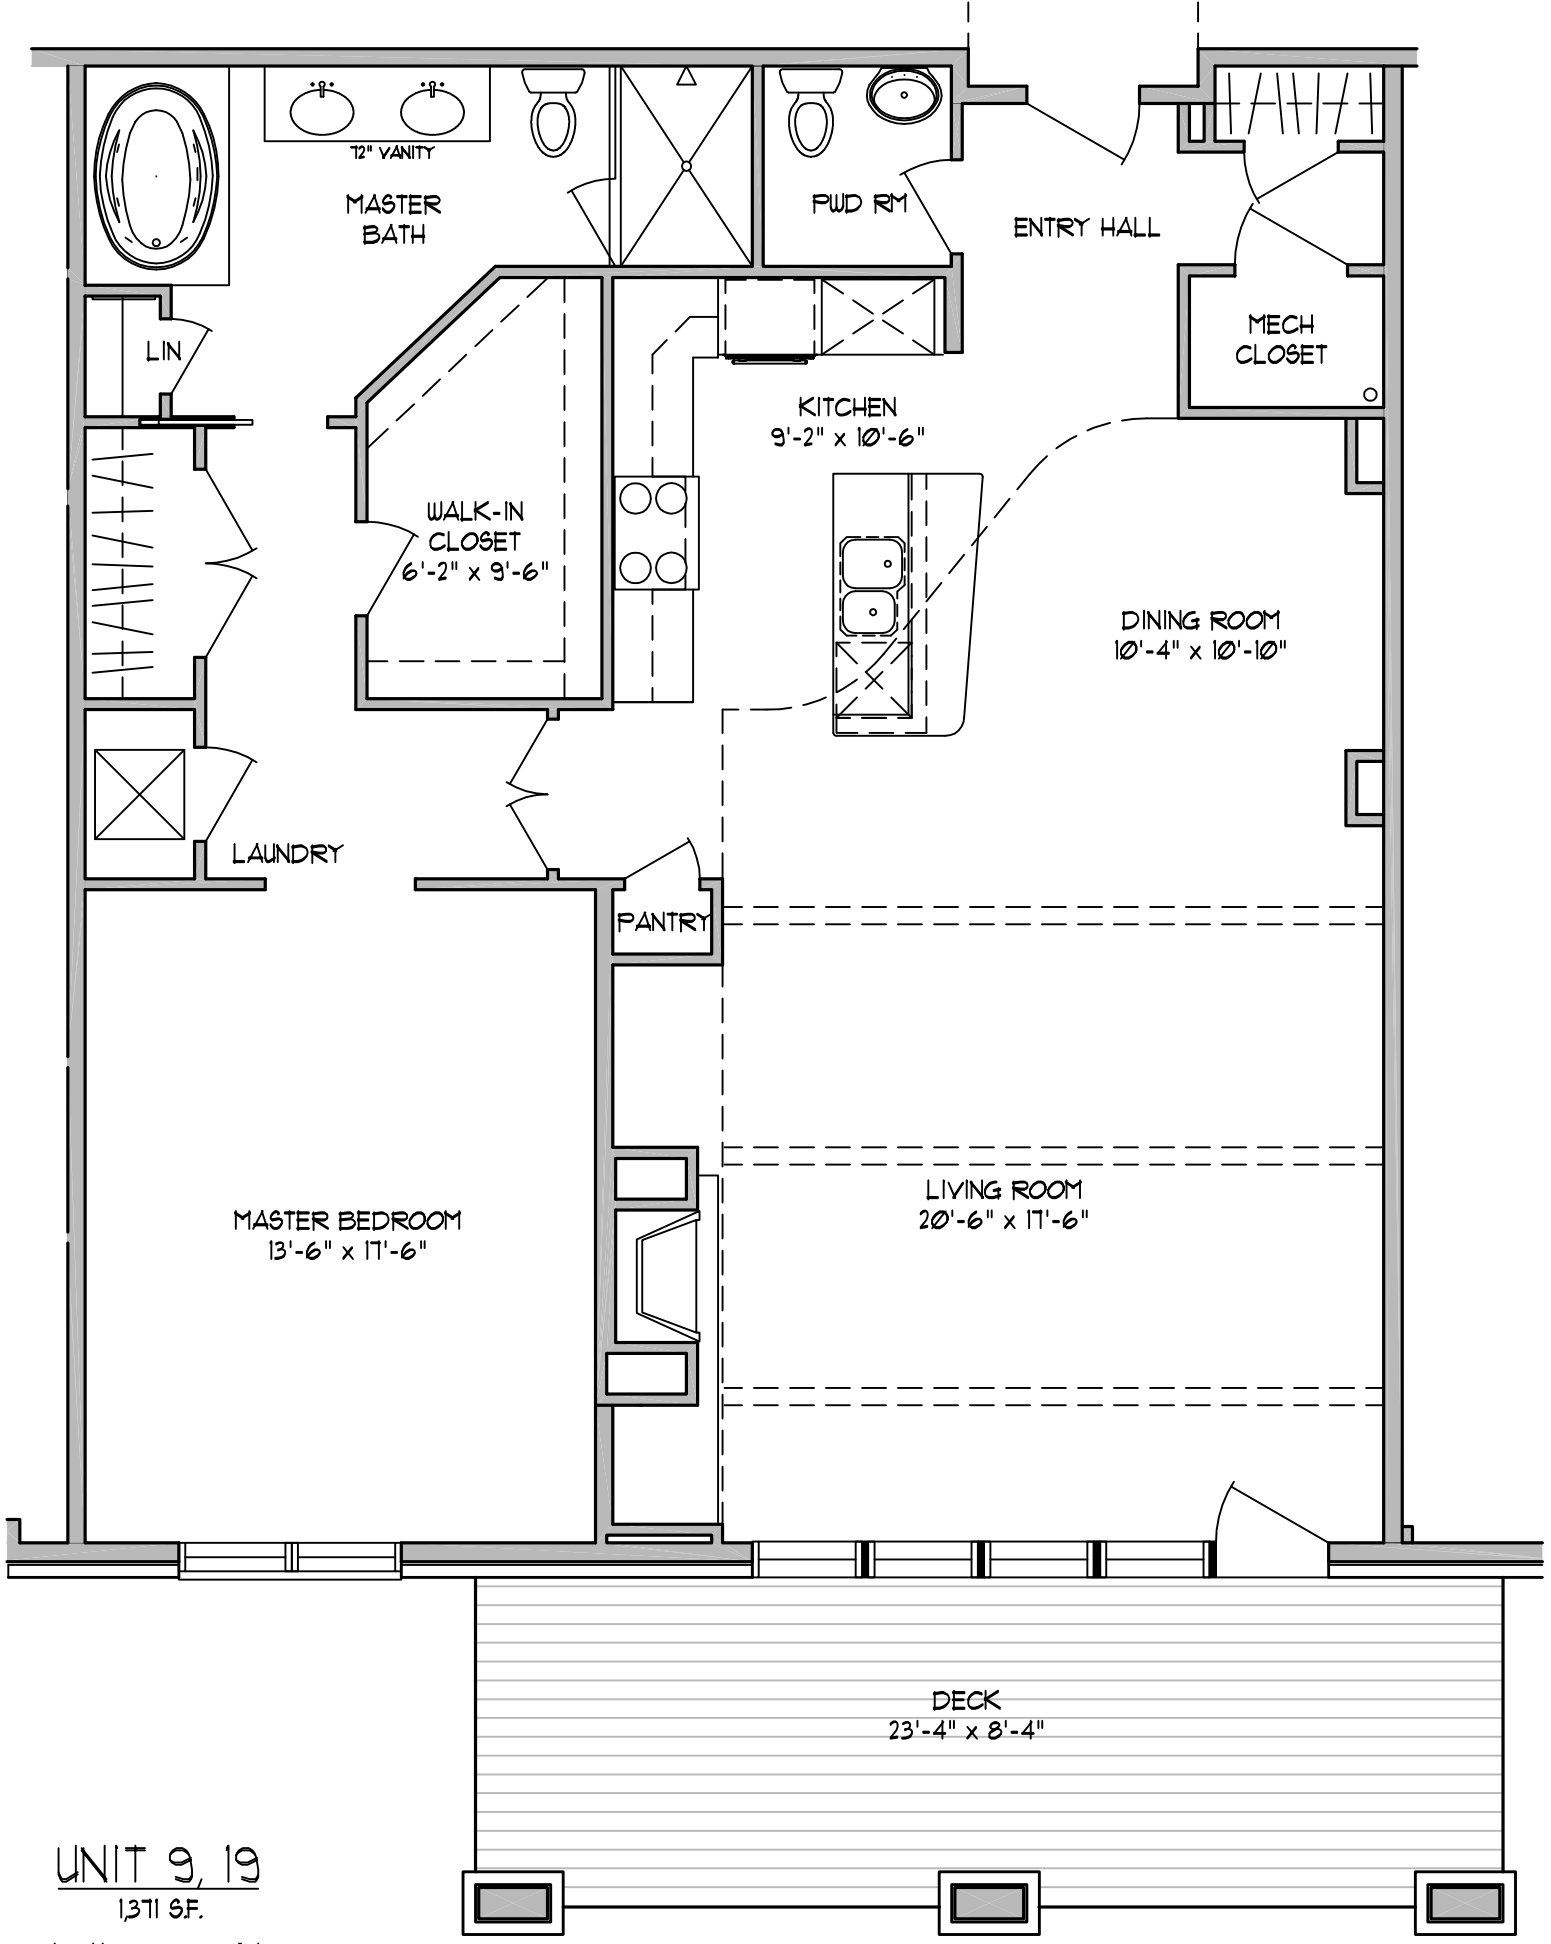 72" VANITY
MASTER
BATH
PWD RM
ENTRY HALL
LIN
MECH
CLOSET
KITCHEN
9'-2" x 10'-6"
WALK-IN
CLOSET
6'-2" x 9'-6"
DINING ROOM
10'-4" x 10'-10"
LAUNDRY
PANTRY
MASTER BEDROOM
13'-6" x 17'-6"
LIVING ROOM
20'-6" x 17'-6"
DECK
23'-4" x 8'-4"
UNIT 9, 19
1,371 S.F.